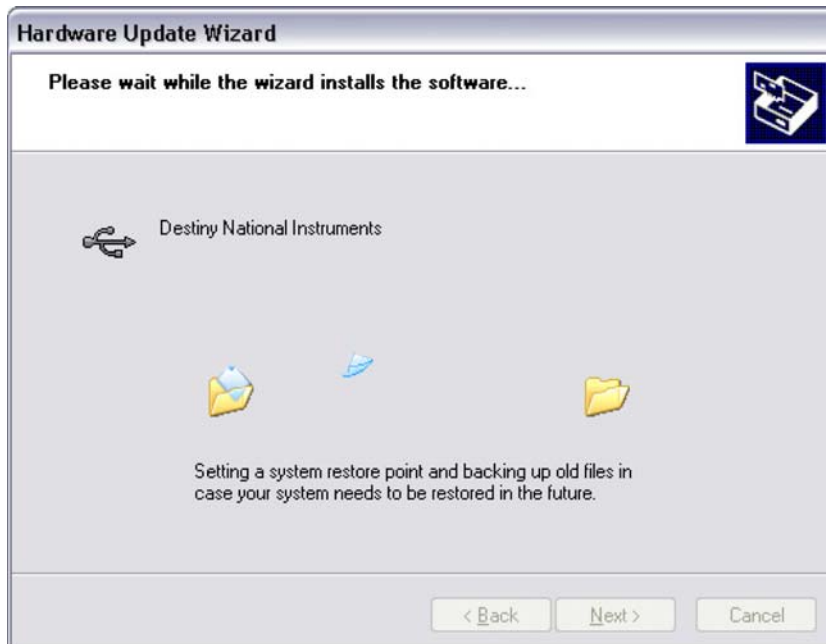 Hardware Update Wizard
Please wait while the wizard installs the software...
Destiny National Instruments
Setting a system restore point and backing up old files in
case your system needs to be restored in the future.
< Back Next > Cancel